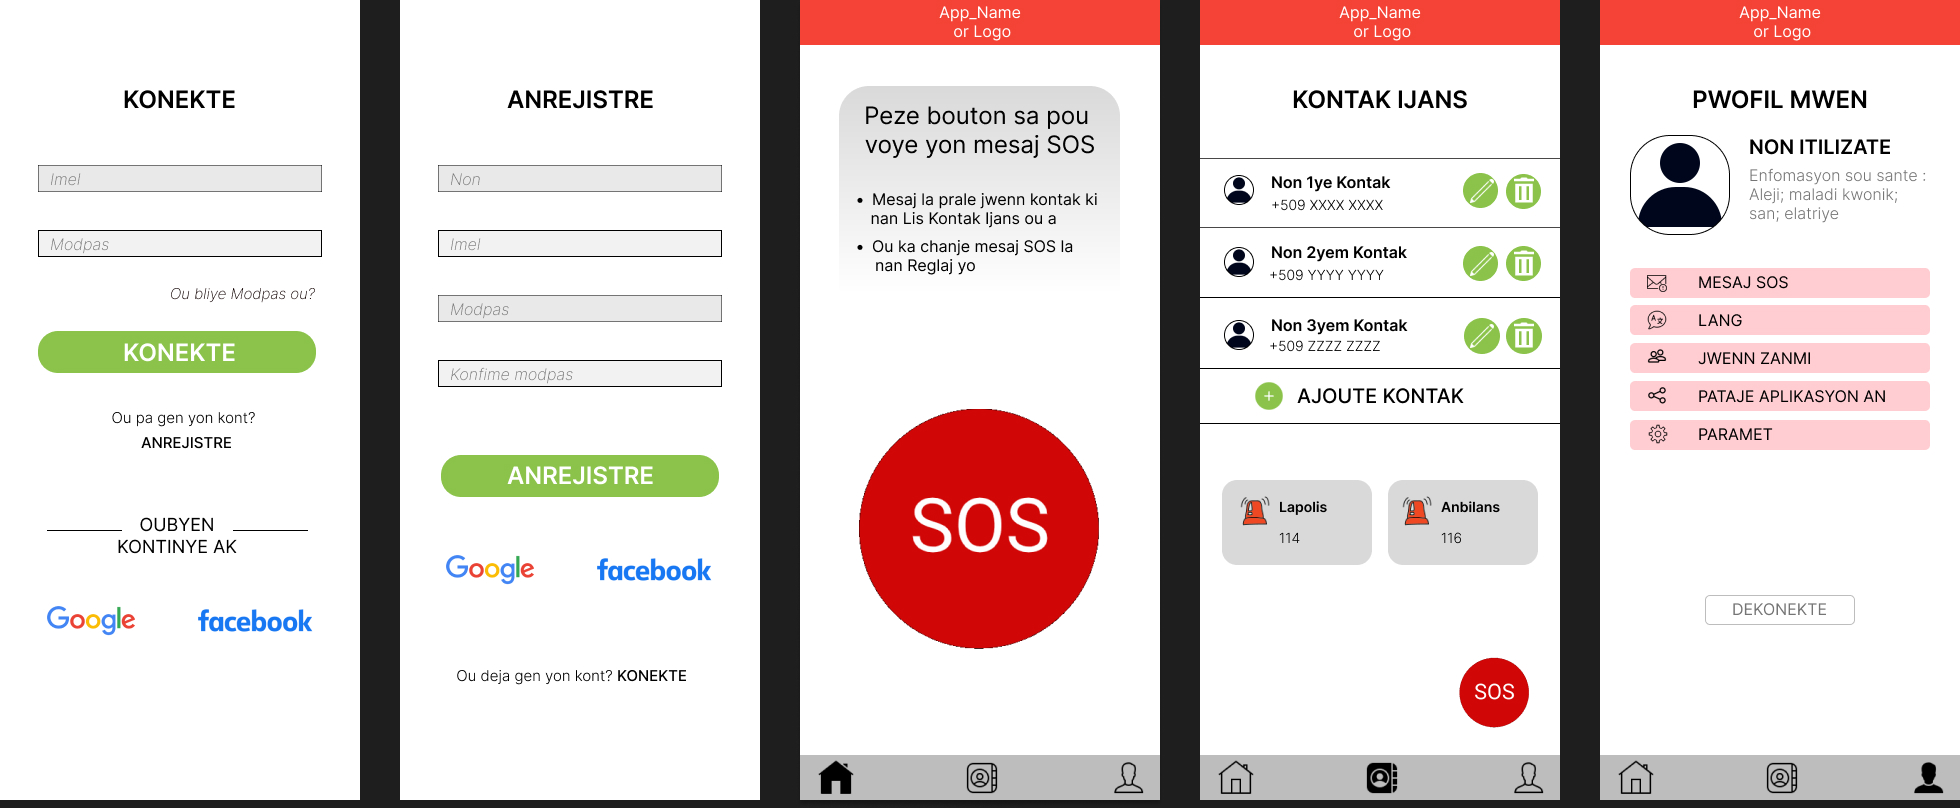 KONEKTE
Imel
Modpas
Ou bliye Modpas ou?
KONEKTE
Ou pa gen yon kont?
ANREJISTRE
OUBYEN
KONTINYE AK
Google facebook
ANREJISTRE
Non
Imel
Modpas
Konfime modpas
ANREJISTRE
Google facebook
Ou deja gen yon kont? KONEKTE
App_Name
or Logo
Peze bouton sa pou
voye yon mesaj SOS
• Mesaj la prale jwenn kontak ki
nan Lis Kontak Ijans ou a
• Ou ka chanje mesaj SOS la
nan Reglaj yo
SOS
App_Name
or Logo
KONTAK IJANS
Non 1ye Kontak
+509 XXXX XXXX
Non 2yem Kontak
+509 YYYY YYYY
Non 3yem Kontak
+509 ZZZZ ZZZZ
+ AJOUTE KONTAK
Lapolis
114
Anbilans
116
SOS
App_Name
or Logo
PWOFIL MWEN
NON ITILIZATE
Enfomasyon sou sante :
Aleji; maladi kwonik;
san; elatriye
MESAJ SOS
LANG
JWENN ZANMI
PATAJE APLIKASYON AN
PARAMET
DEKONEKTE